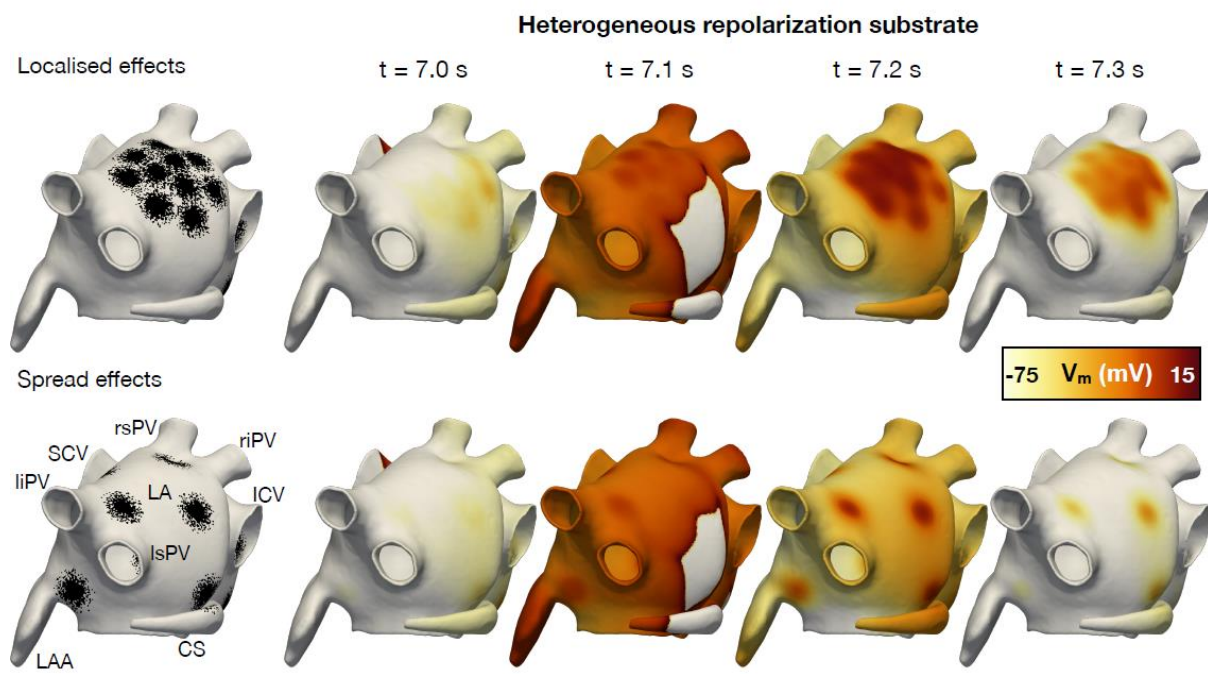 Heterogeneous repolarization substrate
Localised effects
t = 7.0 s
t = 7.1 s
t = 7.2 s
t = 7.3 s
-75 Vm (mV) 15
Spread effects
rsPV
riPV
SCV
liPV
LA
ICV
lsPV
CS
LAA